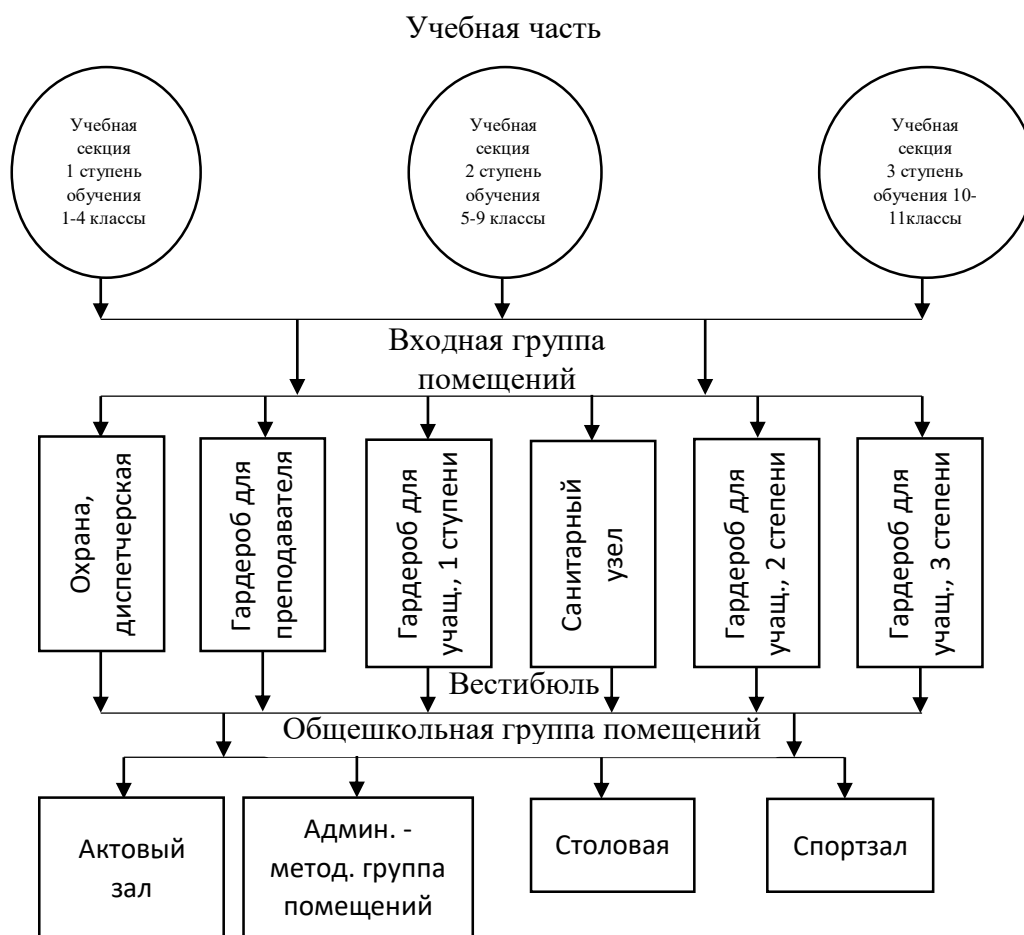 Учебная часть
Учебная
секция
1 ступень
обучения
1-4 классы
Учебная
секция
2 ступень
обучения
5-9 классы
Учебная
секция
3 ступень
обучения 10-
11классы
Входная группа
помещений
Охрана,
диспетчерская
Гардероб для
преподавателя
Гардероб для
учащ., 1 ступени
Санитарный
узел
Гардероб для
учащ., 2 степени
Гардероб для
учащ., 3 степени
Вестибюль
Общешкольная группа помещений
Актовый
зал
Админ. -
метод. группа
помещений
Столовая
Спортзал